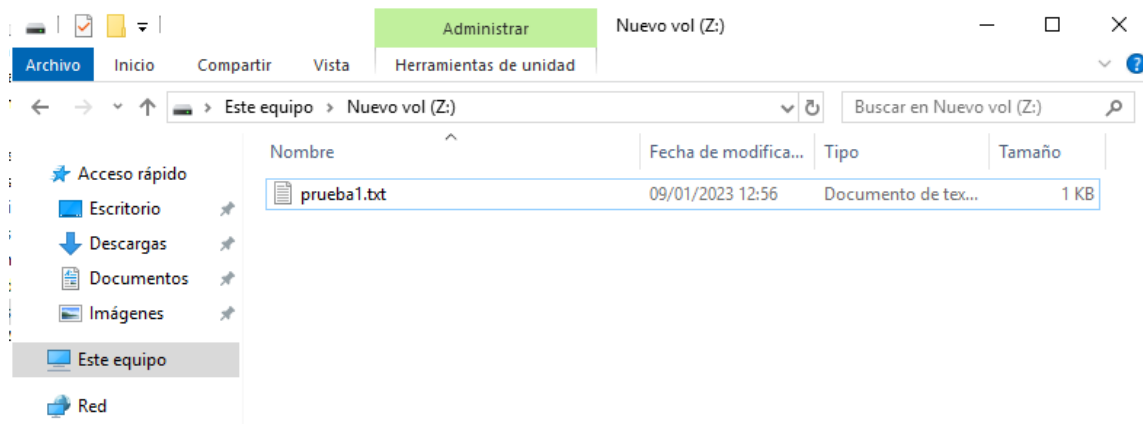 Administrar
Nuevo vol (Z:)
Archivo
Inicio
Compartir
Vista
Herramientas de unidad
Este equipo > Nuevo vol (Z:)
Buscar en Nuevo vol (Z:)
Nombre
Fecha de modifica...
Tipo
Tamaño
Acceso rápido
prueba1.txt
09/01/2023 12:56
Documento de tex...
1 KB
Escritorio
Descargas
Documentos
Imágenes
Este equipo
Red